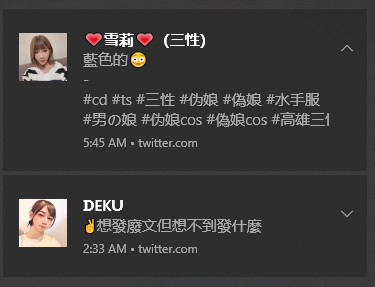 ❤️雪莉❤️ (三性)
藍色的😳
-
#cd #ts #三性 #伪娘 #偽娘 #水手服
#男の娘 #伪娘cos #偽娘cos #高雄三
5:45 AM • twitter.com
DEKU
✌想發廢文但想不到發什麼
2:33 AM • twitter.com